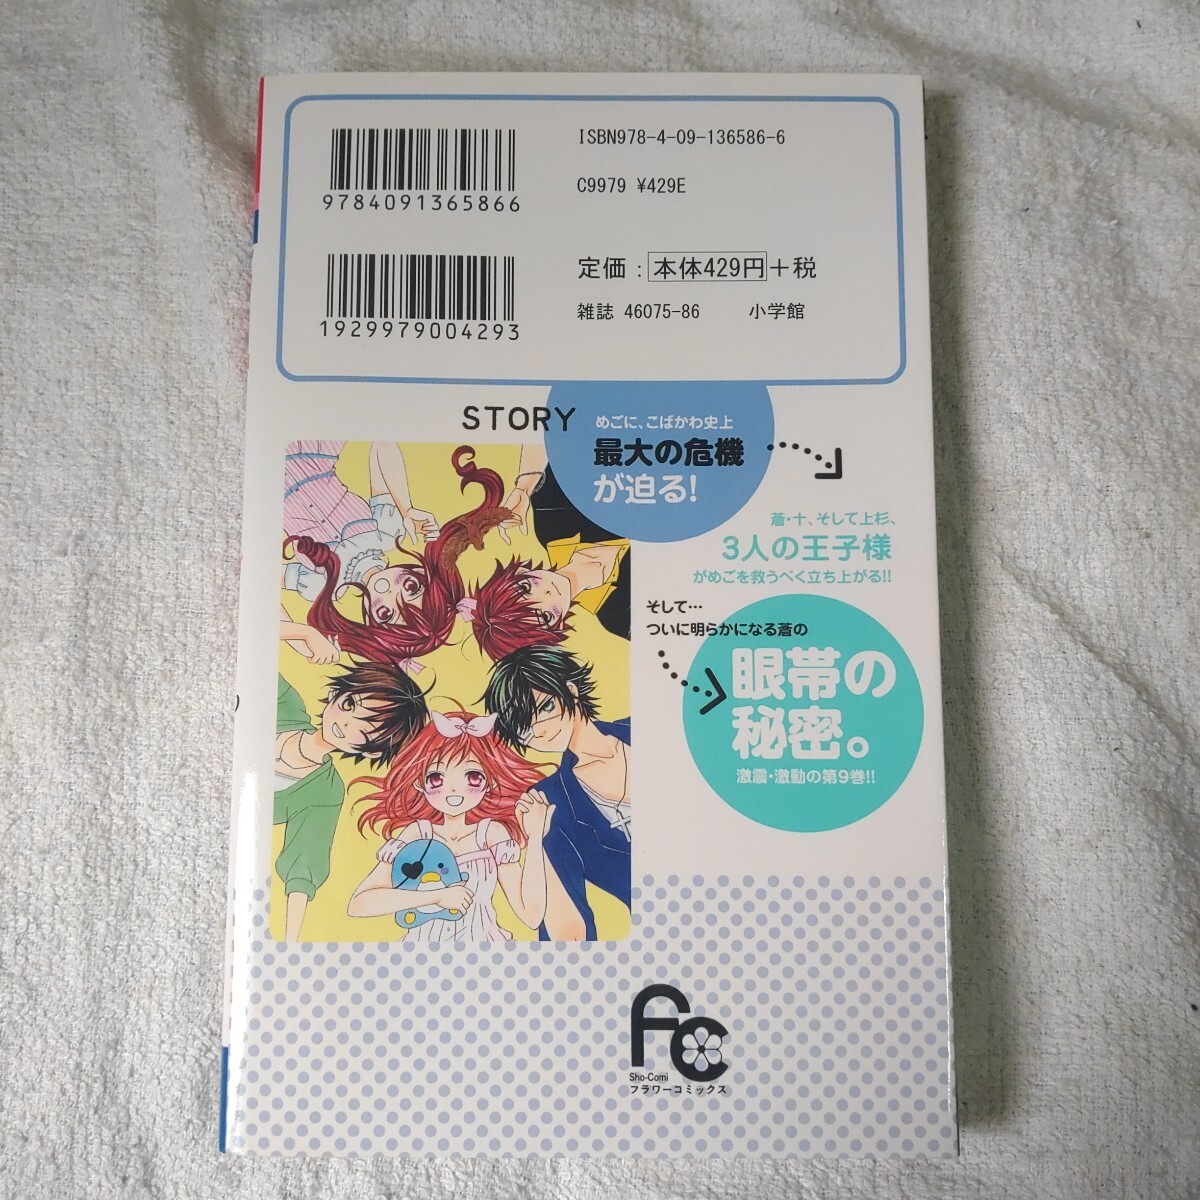 ISBN978-4-09-136586-6
9784091365866
C9979 ¥429E
定価：本体429円+税
1929979004293
雑誌 46075-86 小学館
STORY
めごに、こばかわ史上
最大の危機
が迫る!
蒼・十、そして上杉、
3人の王子様
がめごを救うべく立ち上がる!!
そして…
ついに明らかになる蒼の
眼帯の
秘密。
激震・激動の第9巻!!
FC
Sho-Comi
フラワーコミックス